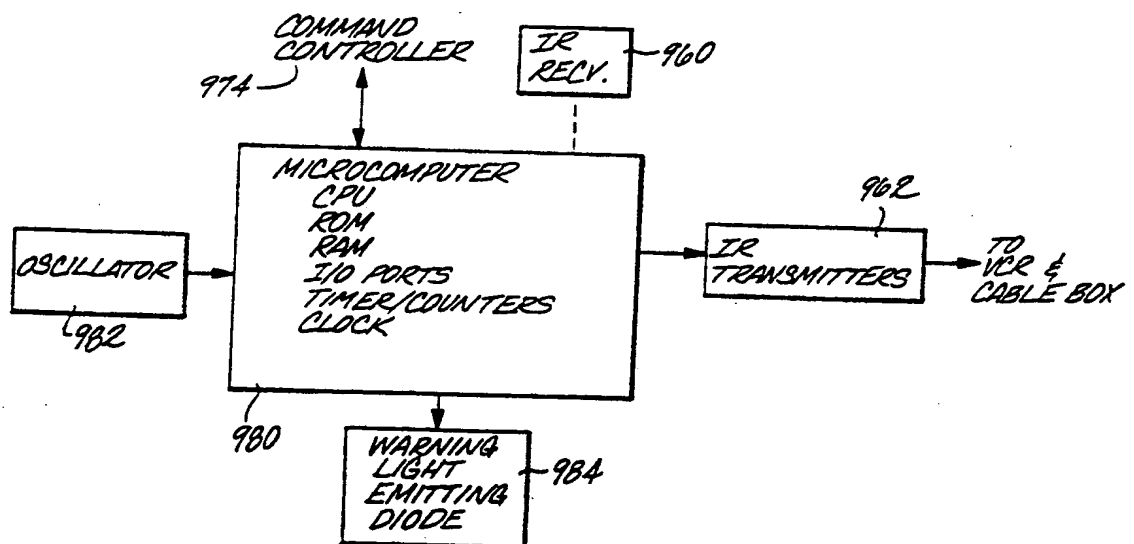 COMMAND
CONTROLLER
974
IR
RECV.
960
MICROCOMPUTER
CPU
ROM
RAM
I/O PORTS
TIMER/COUNTERS
CLOCK
OSCILLATOR
982
962
IR
TRANSMITTERS
TO
VCR &
CABLE BOX
980
WARNING
LIGHT
EMITTING
DIODE
984